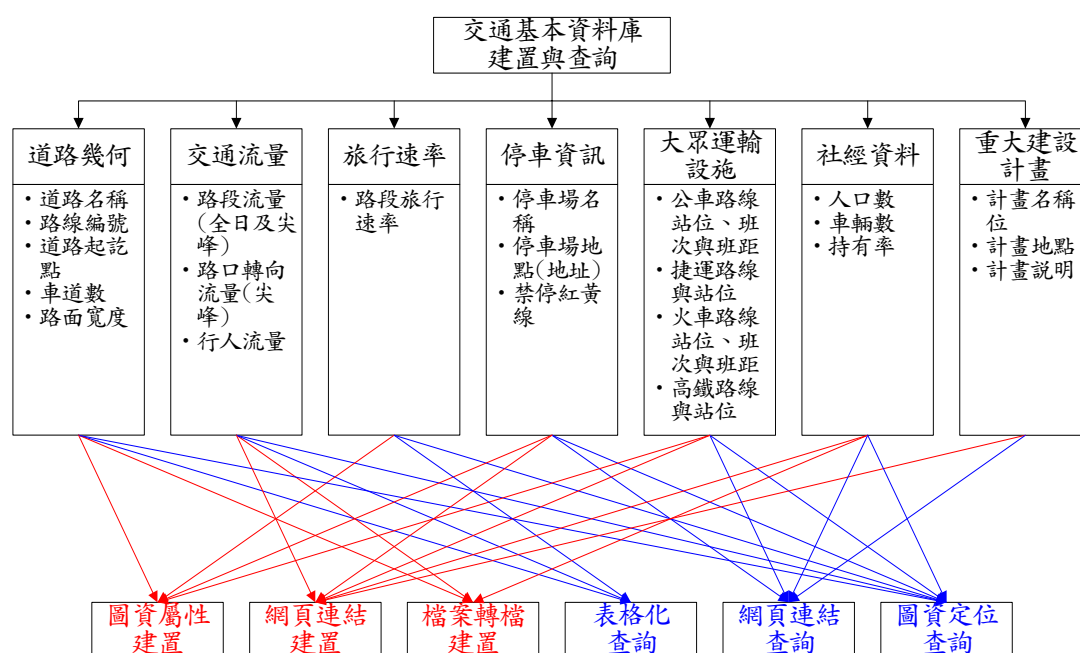 交通基本資料庫
建置與查詢
道路幾何
・道路名稱
・路線編號
・道路起訖
點
・車道數
・路面寬度
交通流量
・路段流量
(全日及尖
峰)
・路口轉向
流量(尖
峰)
・行人流量
旅行速率
・路段旅行
速率
停車資訊
・停車場名
稱
・停車場地
點(地址)
・禁停紅黃
線
大眾運輸
設施
・公車路線
站位、班
次與班距
・捷運路線
與站位
・火車路線
站位、班
次與班距
・高鐵路線
與站位
社經資料
・人口數
・車輛數
・持有率
重大建設
計畫
・計畫名稱
位
・計畫地點
・計畫說明
圖資屬性
建置
網頁連結
建置
檔案轉檔
建置
表格化
查詢
網頁連結
查詢
圖資定位
查詢